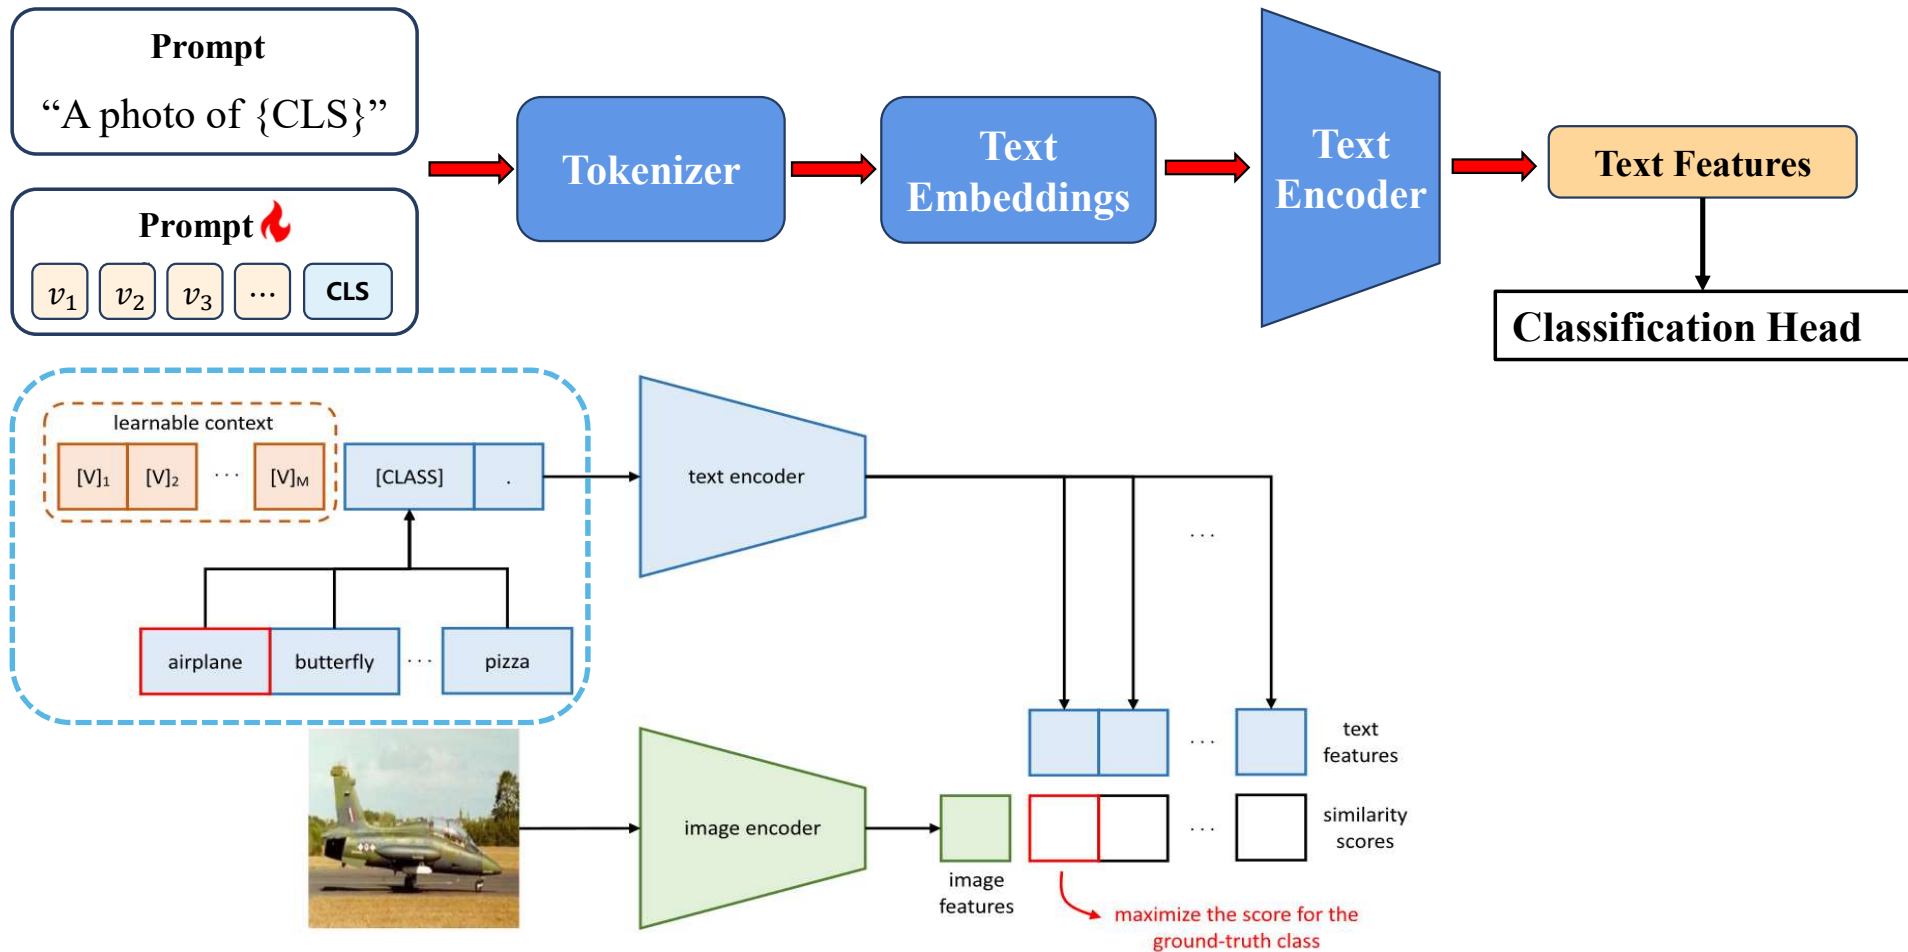 Prompt
“A photo of {CLS}”
Prompt
v₁ v₂ v₃ ... CLS
Tokenizer
Text
Embeddings
Text
Encoder
Text Features
Classification Head
learnable context
[V]₁ [V]₂ ... [V]M [CLASS] .
airplane butterfly ... pizza
text encoder
...
image encoder
image
features
... text
features
... similarity
scores
maximize the score for the
ground-truth class